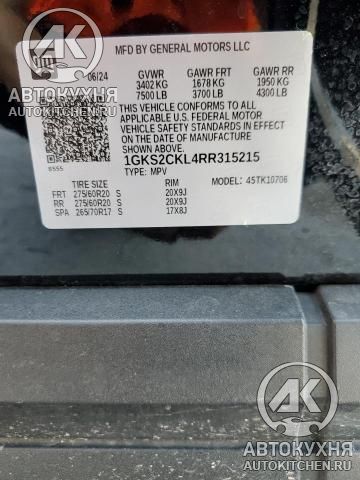 MFD BY GENERAL MOTORS LLC
06/24 GVWR GAWR FRT GAWR RR
3402 KG 1678 KG 1950 KG
7500 LB 3700 LB 4300 LB
THIS VEHICLE CONFORMS TO ALL APPLICABLE
U.S. FEDERAL MOTOR
VEHICLE SAFETY STANDARDS IN EFFECT
ON THE DATE OF MANUFACTURE SHOWN ABOVE.
1GKS2CKL4RR315215
TYPE: MPV
TIRE SIZE RIM MODEL: 45TK10706
FRT 275/60R20 S 20X9J
RR 275/60R20 S 20X9J
SPA 265/70R17 S 17X8J
АК
АВТОКУХНЯ
AUTOKITCHEN.RU
АК
АВТОКУХНЯ
AUTOKITCHEN.RU